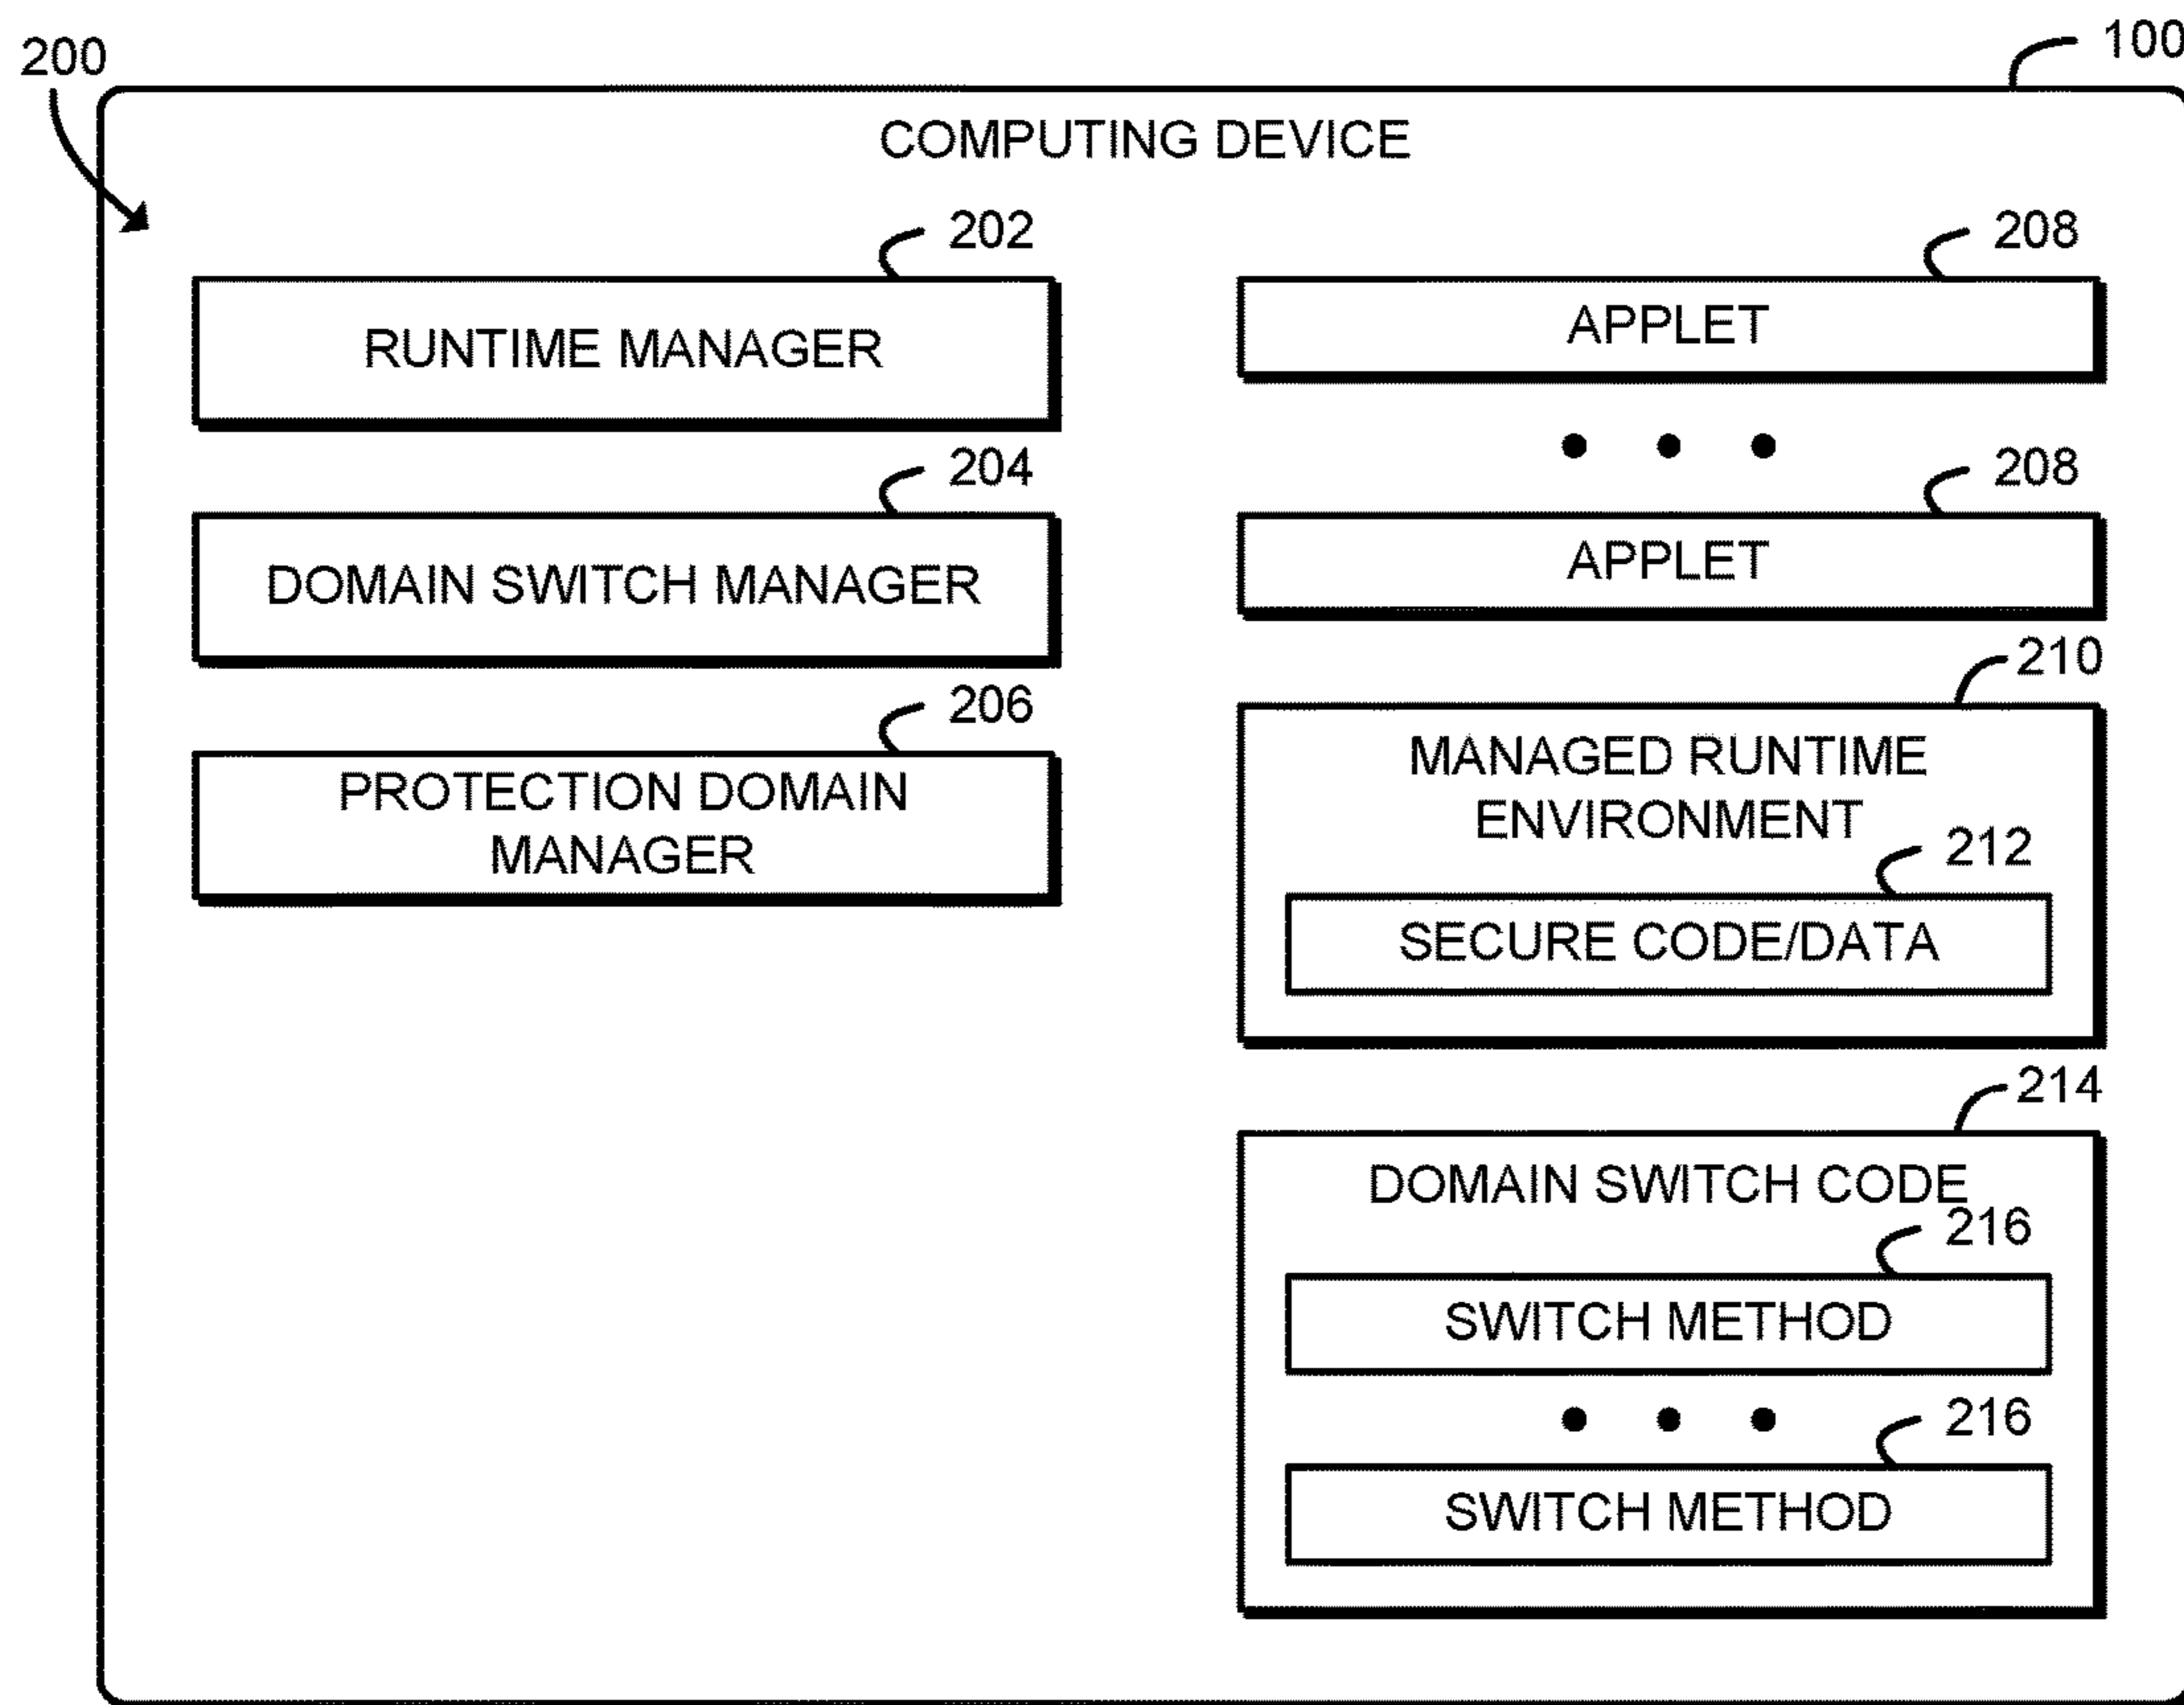 200
100
COMPUTING DEVICE
202
RUNTIME MANAGER
204
DOMAIN SWITCH MANAGER
206
PROTECTION DOMAIN
MANAGER
208
APPLET
208
APPLET
210
MANAGED RUNTIME
ENVIRONMENT
212
SECURE CODE/DATA
214
DOMAIN SWITCH CODE
216
SWITCH METHOD
216
SWITCH METHOD